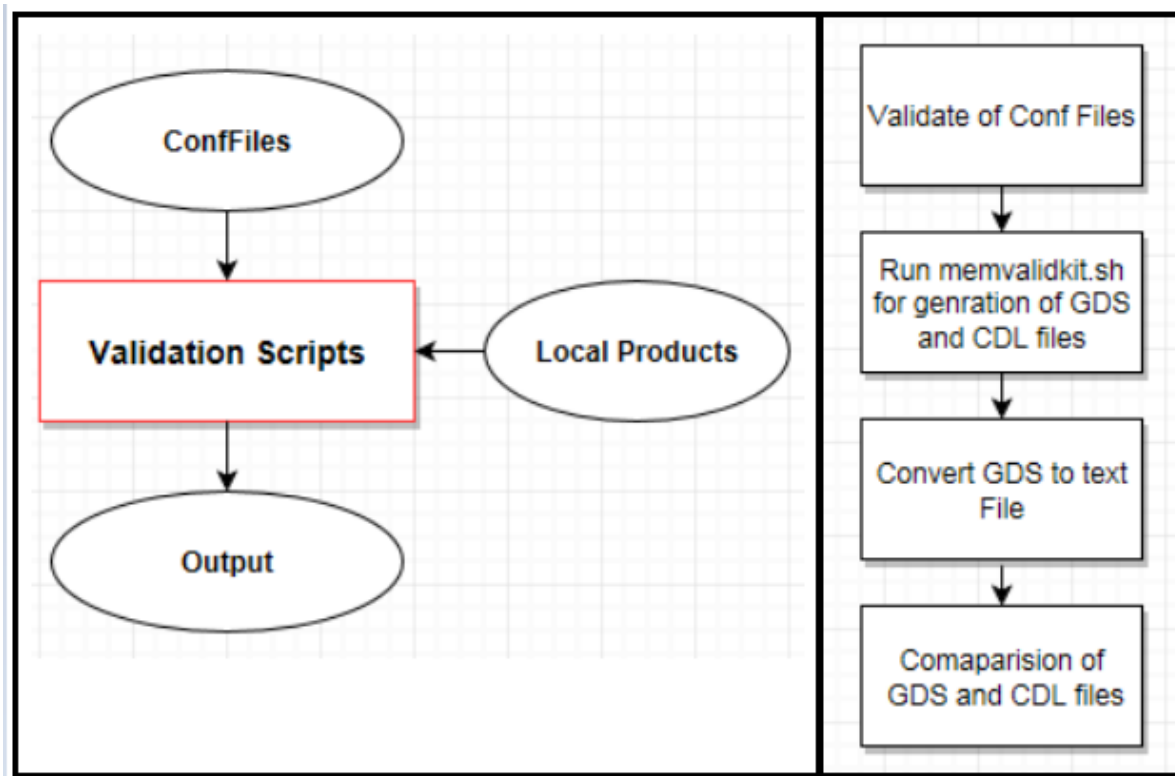 ConfFiles
Validation Scripts
Local Products
Output
Validate of Conf Files
Run memvalidkit.sh
for genration of GDS
and CDL files
Convert GDS to text
File
Comaparision of
GDS and CDL files